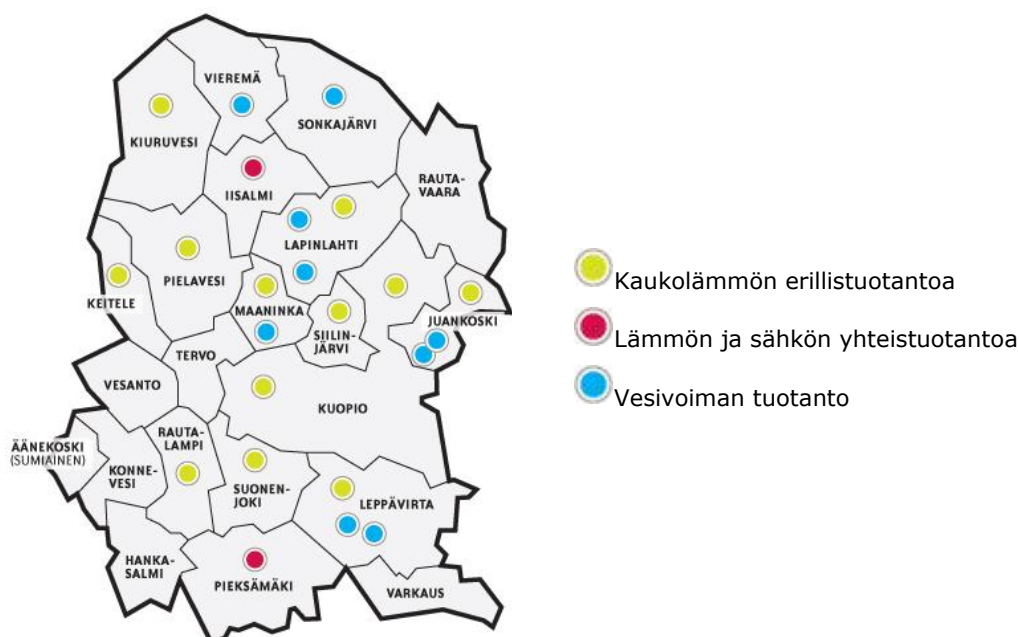 VIEREMÄ
KIURUVESI
SONKAJÄRVI
RAUTA-
VAARA
IISALMI
LAPINLAHTI
PIELAVESI
KEITELE
MAANINKA
SIILIN-
JÄRVI
JUANKOSKI
TERVO
VESANTO
KUOPIO
RAUTA-
LAMPI
ÄÄNEKOSKI
(SUMIAINEN)
KONNE-
VESI
SUONEN-
JOKI
LEPPÄVIRTA
HANKA-
SALMI
PIEKSÄMÄKI
VARKAUS
Kaukolämmön erillistuotantoa
Lämmön ja sähkön yhteistuotantoa
Vesivoiman tuotanto